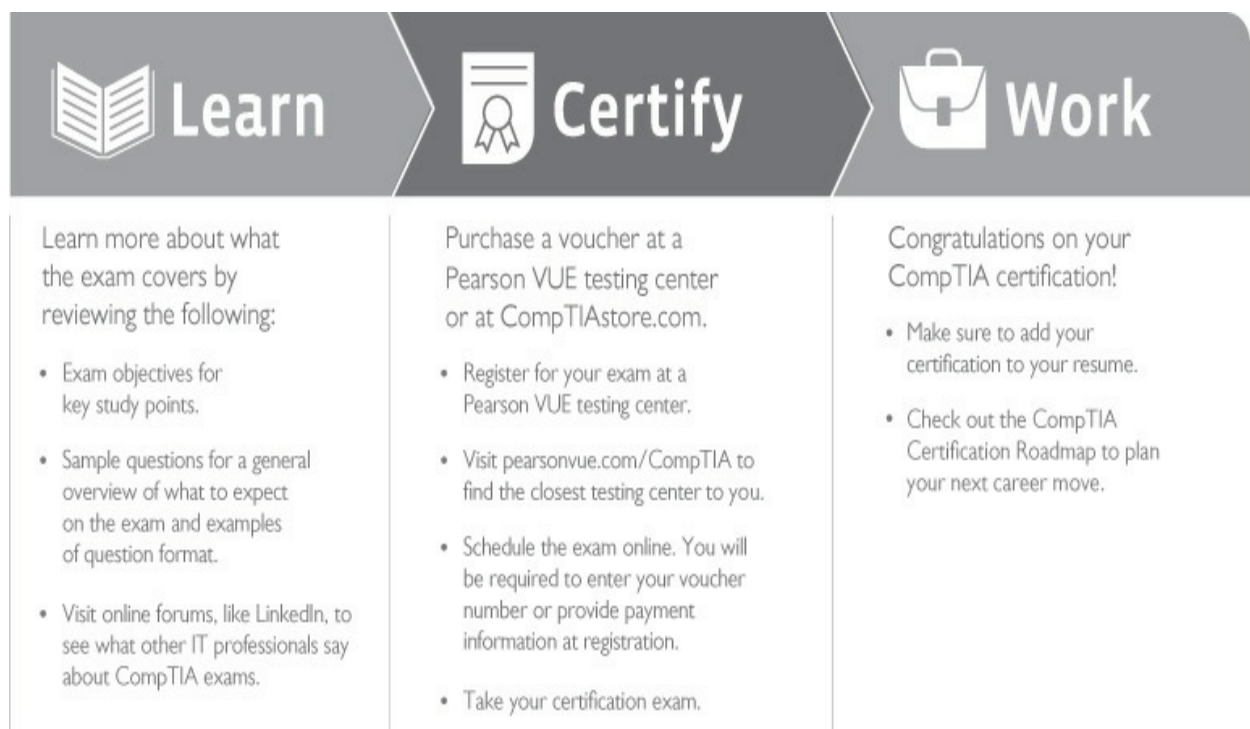 Learn
Learn more about what
the exam covers by
reviewing the following:
• Exam objectives for
key study points.
• Sample questions for a general
overview of what to expect
on the exam and examples
of question format.
• Visit online forums, like LinkedIn, to
see what other IT professionals say
about CompTIA exams.
Certify
Purchase a voucher at a
Pearson VUE testing center
or at CompTIAstore.com.
• Register for your exam at a
Pearson VUE testing center.
• Visit pearsonvue.com/CompTIA to
find the closest testing center to you.
• Schedule the exam online. You will
be required to enter your voucher
number or provide payment
information at registration.
• Take your certification exam.
Work
Congratulations on your
CompTIA certification!
• Make sure to add your
certification to your resume.
• Check out the CompTIA
Certification Roadmap to plan
your next career move.